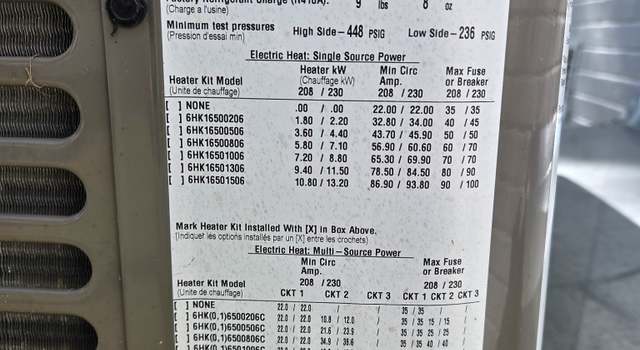 Factory Refrigerant Charge (R410A): 9 lbs 8 oz
(Charge a l'usine)
Minimum test pressures High Side-448 PSIG Low Side-236 PSIG
(Pression d'essai min)
Electric Heat: Single Source Power
Heater kW Min Circ Max Fuse
Heater Kit Model (Chauffage kW) Amp. or Breaker
(Unite de chauffage) 208 / 230 208 / 230 208 / 230
[ ] NONE .00 / .00 22.00 / 22.00 35 / 35
[ ] 6HK16500206 1.80 / 2.20 32.80 / 34.00 40 / 45
[ ] 6HK16500506 3.60 / 4.40 43.70 / 45.90 50 / 50
[ ] 6HK16500806 5.80 / 7.10 56.90 / 60.60 60 / 70
[ ] 6HK16501006 7.20 / 8.80 65.30 / 69.90 70 / 70
[ ] 6HK16501306 9.40 / 11.50 78.50 / 84.50 80 / 90
[ ] 6HK16501506 10.80 / 13.20 86.90 / 93.80 90 / 100
Mark Heater Kit Installed With [X] in Box Above.
(Indiquet les options installés par un [X] entre les crochets)
Electric Heat: Multi-Source Power
Min Circ Max Fuse
Amp. or Breaker
Heater Kit Model 208 / 230 208 / 230
(Unite de chauffage) CKT 1 CKT 2 CKT 3 CKT 1 CKT 2 CKT 3
[ ] NONE 22.0 / 22.0 / 35 / 35 /
[ ] 6HK(0,1)6500206C 22.0 / 22.0 10.8 / 12.0 / 35 / 35 15 / 15 /
[ ] 6HK(0,1)6500506C 22.0 / 22.0 21.6 / 23.9 / 35 / 35 25 / 25 /
[ ] 6HK(0,1)6500806C 22.0 / 22.0 34.9 / 38.6 / 35 / 35 40 / 40 /